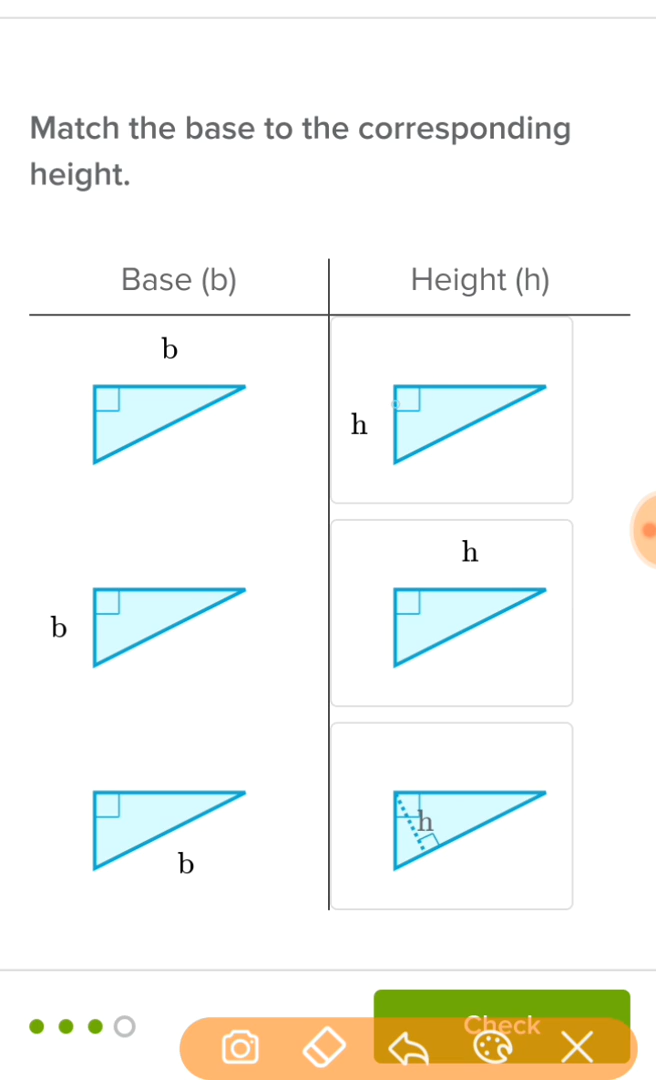 Match the base to the corresponding
height.
Base (b) Height (h)
b
h
h
b
h
b
Check